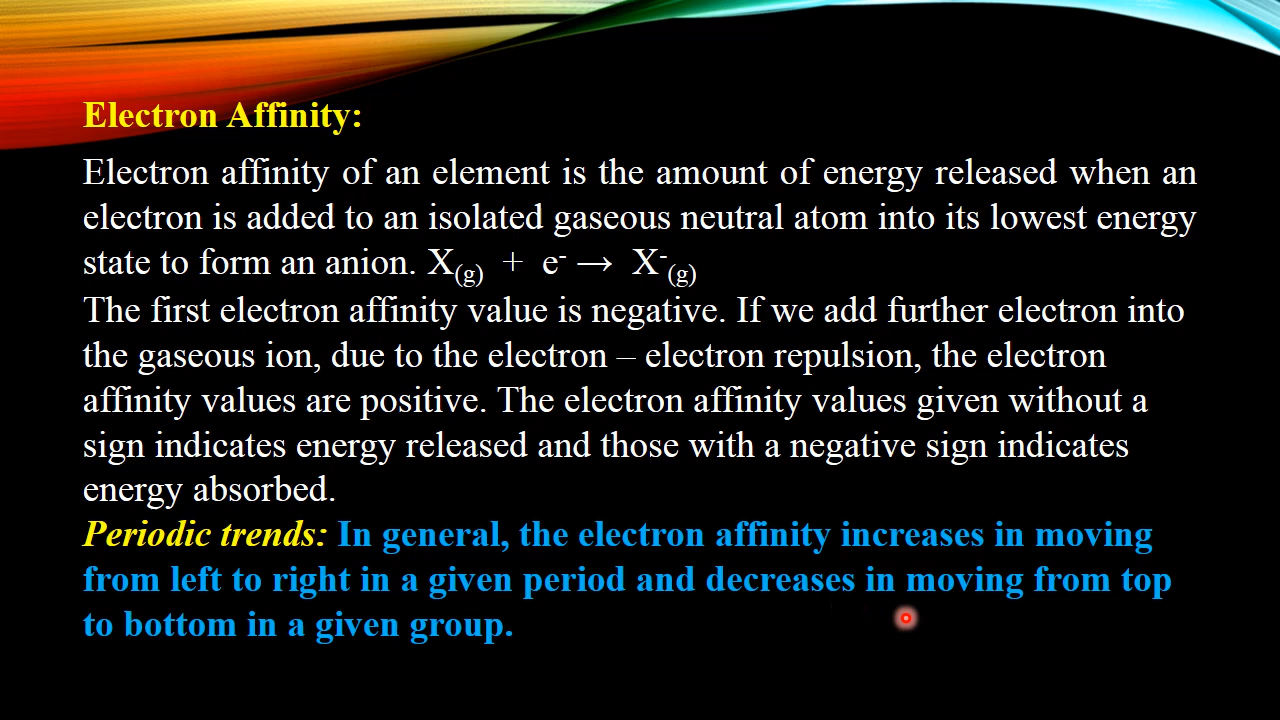 Electron Affinity:
Electron affinity of an element is the amount of energy released when an
electron is added to an isolated gaseous neutral atom into its lowest energy
state to form an anion. X(g) + e- → X-(g)
The first electron affinity value is negative. If we add further electron into
the gaseous ion, due to the electron – electron repulsion, the electron
affinity values are positive. The electron affinity values given without a
sign indicates energy released and those with a negative sign indicates
energy absorbed.
Periodic trends: In general, the electron affinity increases in moving
from left to right in a given period and decreases in moving from top
to bottom in a given group.